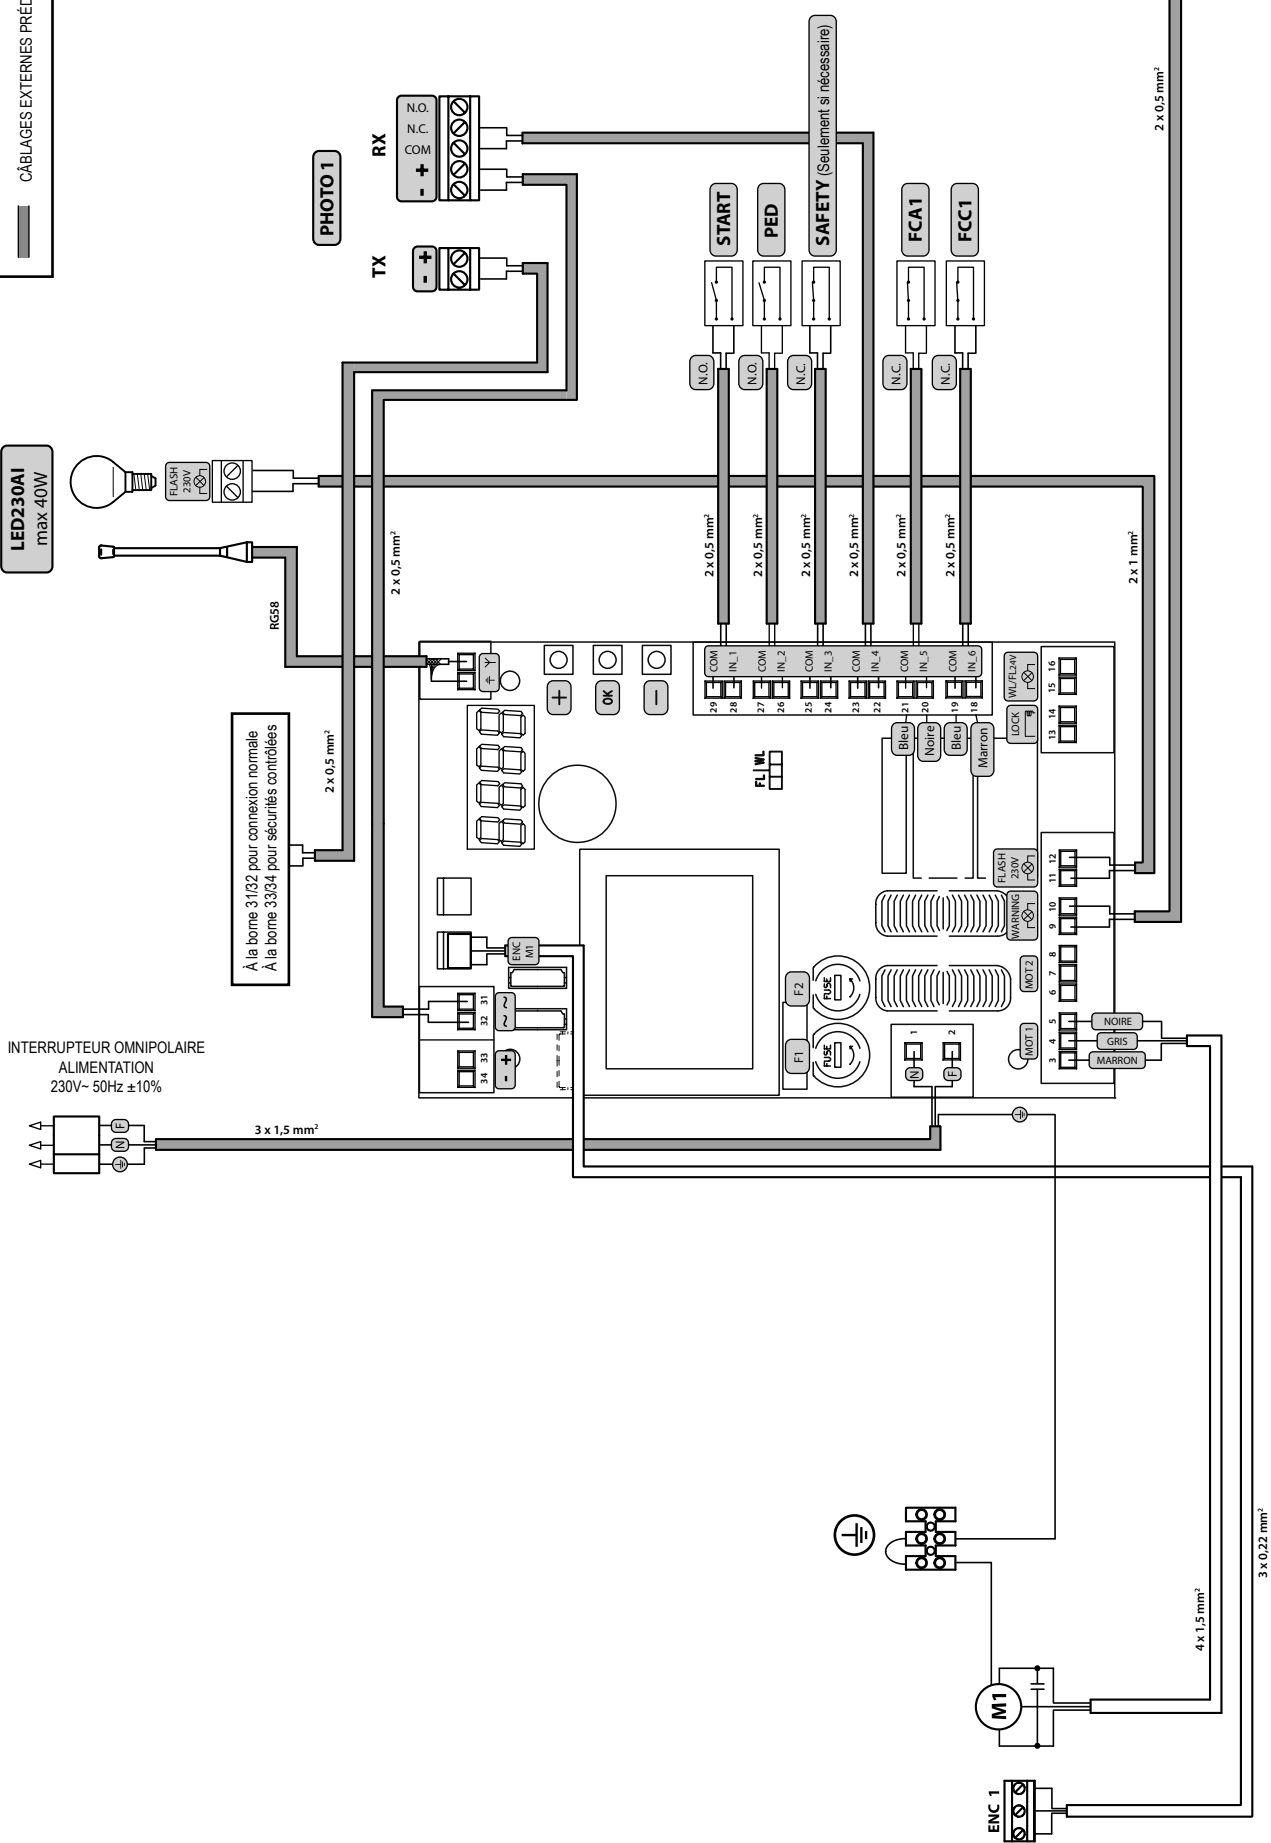 CÂBLAGES EXTERNES PRÉD
LED230AI
max 40W
FLASH
230V
RG58
PHOTO 1
RX
N.O.
N.C.
COM
- +
TX
- +
2 x 0,5 mm²
2 x 0,5 mm²
À la borne 31/32 pour connexion normale
À la borne 33/34 pour sécurités contrôlées
INTERRUPTEUR OMNIPOLAIRE
ALIMENTATION
230V~ 50Hz ±10%
F
N
3 x 1,5 mm²
START
PED
SAFETY (Seulement si nécessaire)
FCA1
FCC1
N.O.
N.O.
N.C.
N.C.
N.C.
2 x 0,5 mm²
2 x 0,5 mm²
2 x 0,5 mm²
2 x 0,5 mm²
2 x 0,5 mm²
2 x 0,5 mm²
2 x 1 mm²
2 x 0,5 mm²
+
OK
-
COM
IN_1
COM
IN_2
COM
IN_3
COM
IN_4
COM
IN_5
COM
IN_6
29
28
27
26
25
24
23
22
21
20
19
18
Bleu
Noire
Bleu
Marron
LOCK
WL/FL24V
13
14
15
16
FL WL
ENC
M1
31
32
33
34
~ ~
- +
F1
F2
FUSE
FUSE
N
F
1
2
MOT 1
MOT 2
WARNING
FLASH
230V
3
4
5
6
7
8
9
10
11
12
NOIRE
GRIS
MARRON
M1
ENC 1
4 x 1,5 mm²
3 x 0,22 mm²